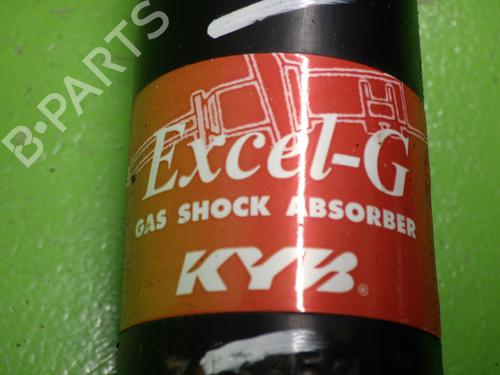 B·PARTS
Excel-G
GAS SHOCK ABSORBER
KYB®